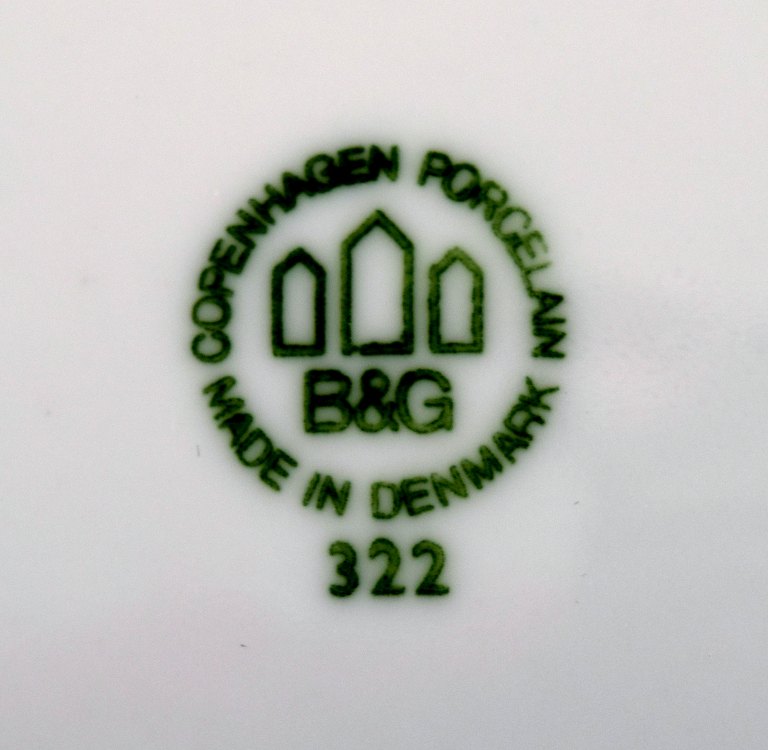 COPENHAGEN PORCELAIN
B&G
MADE IN DENMARK
322